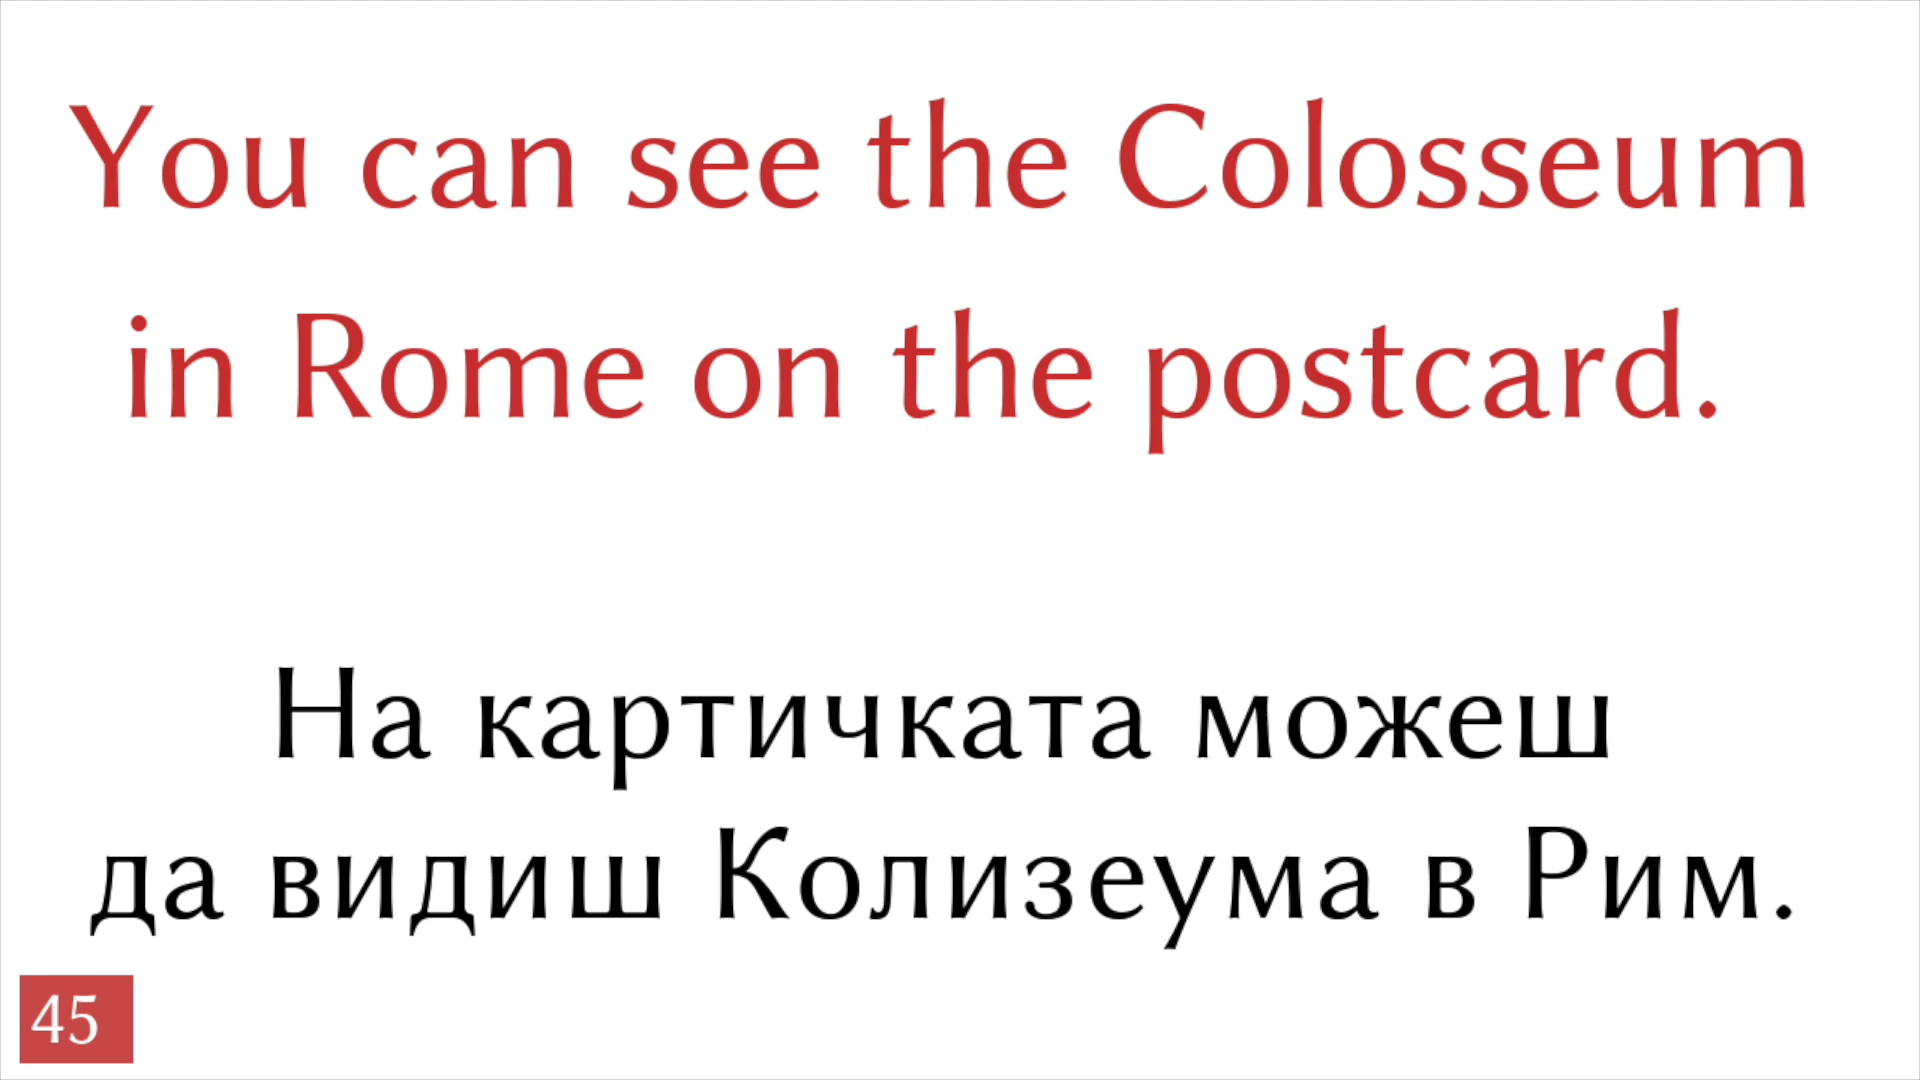 You can see the Colosseum
in Rome on the postcard.
На картичката можеш
да видиш Колизеума в Рим.
45